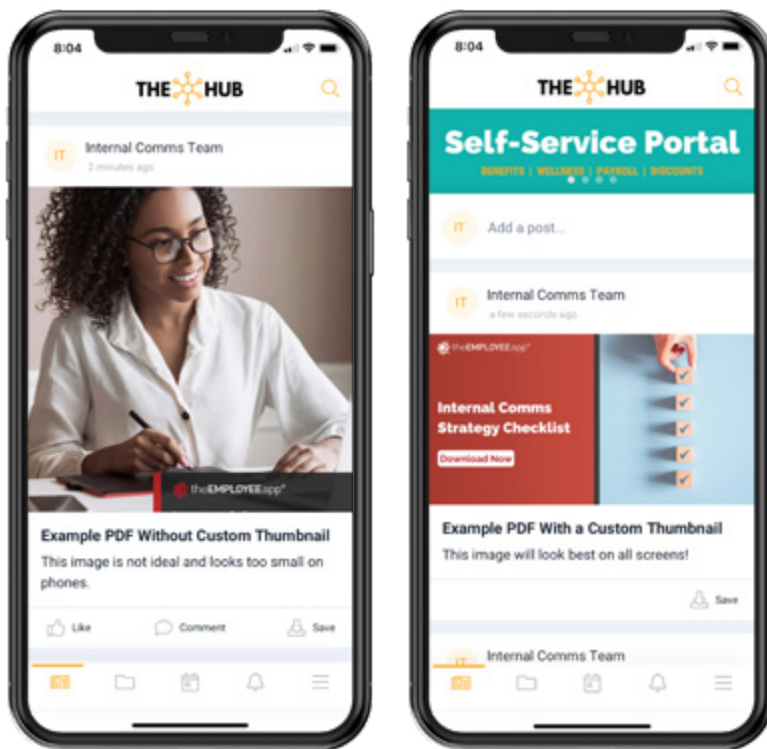 8:04
THE HUB
IT
Internal Comms Team
2 minutes ago
theEMPLOYEEapp®
Example PDF Without Custom Thumbnail
This image is not ideal and looks too small on
phones.
Like Comment Save
8:04
THE HUB
Self-Service Portal
BENEFITS | WELLNESS | PAYROLL | DISCOUNTS
IT
Add a post...
IT
Internal Comms Team
a few seconds ago
theEMPLOYEEapp®
Internal Comms
Strategy Checklist
Download Now
Example PDF With a Custom Thumbnail
This image will look best on all screens!
Save
IT
Internal Comms Team